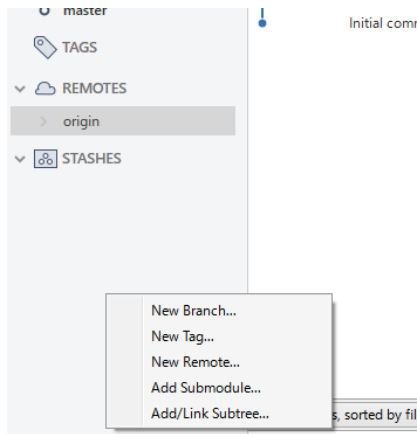 master
Initial comm
TAGS
REMOTES
origin
STASHES
New Branch...
New Tag...
New Remote...
Add Submodule...
Add/Link Subtree...
s, sorted by fil